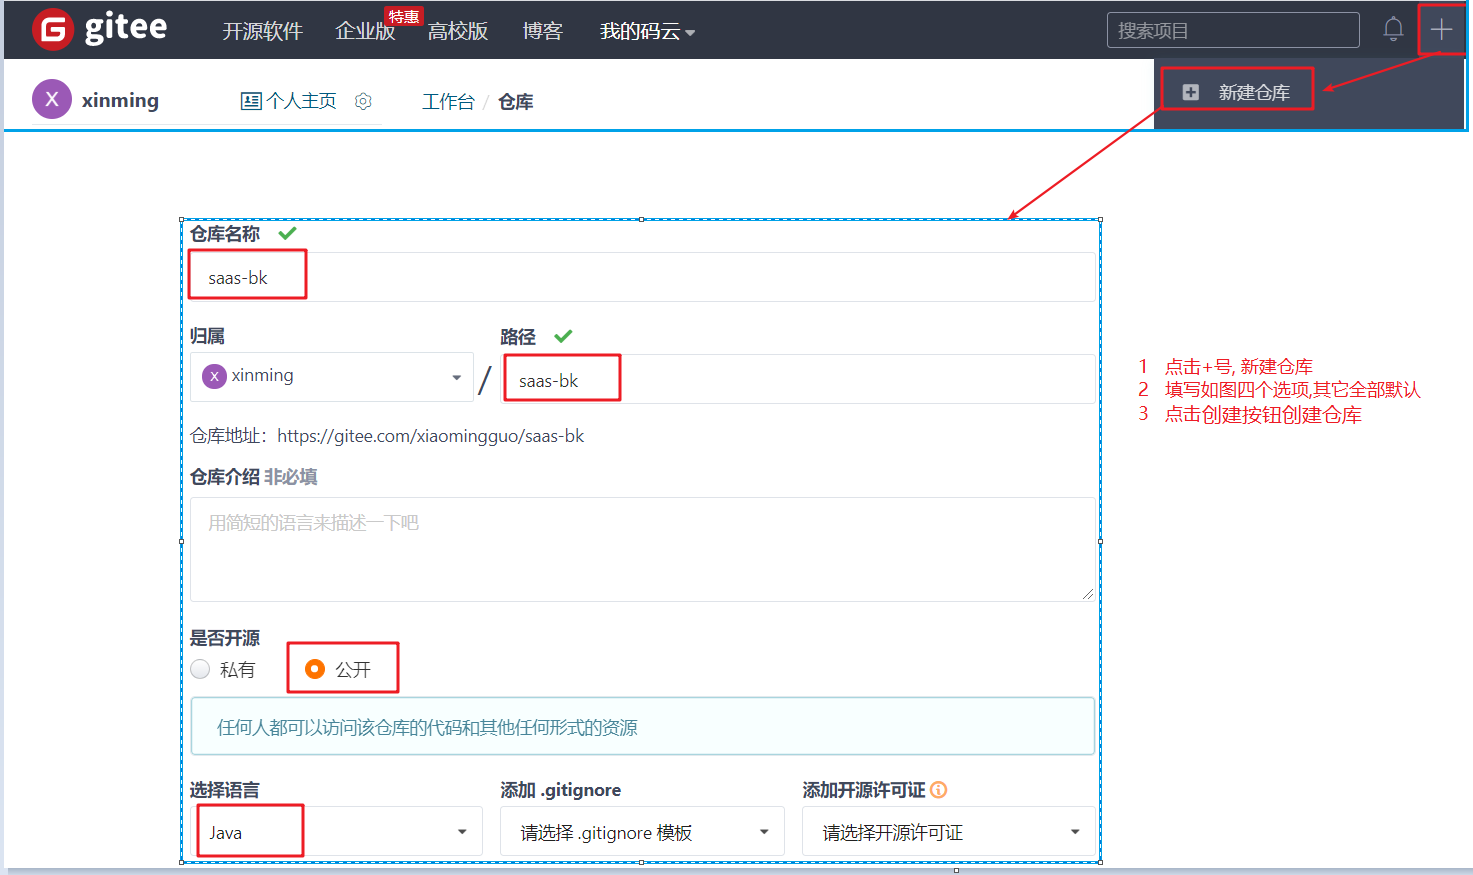 gitee 开源软件 企业版 特惠 高校版 博客 我的码云 搜索项目
X xinming 个人主页 工作台 / 仓库 新建仓库
仓库名称
saas-bk
归属 路径
X xinming / saas-bk
仓库地址：https://gitee.com/xiaomingguo/saas-bk
仓库介绍 非必填
用简短的语言来描述一下吧
是否开源
私有 公开
任何人都可以访问该仓库的代码和其他任何形式的资源
选择语言 添加 .gitignore 添加开源许可证
Java 请选择 .gitignore 模板 请选择开源许可证
1 点击+号, 新建仓库
2 填写如图四个选项,其它全部默认
3 点击创建按钮创建仓库